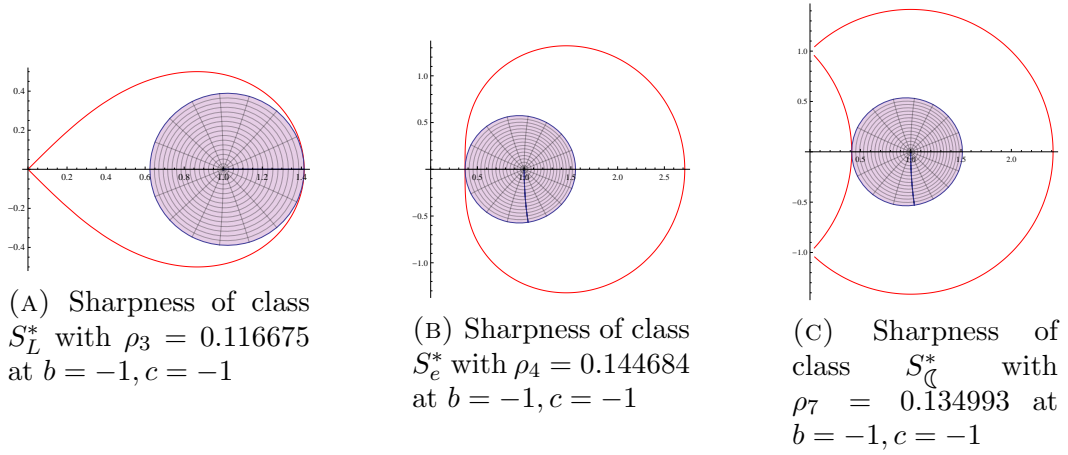 0.4
0.2
0.2
0.4
0.6
0.8
1.0
1.2
1.4
−0.2
−0.4
(A) Sharpness of class
S*_L with ρ_3 = 0.116675
at b = −1, c = −1
1.0
0.5
0.5
1.0
1.5
2.0
2.5
−0.5
−1.0
(B) Sharpness of class
S*_e with ρ_4 = 0.144684
at b = −1, c = −1
1.0
0.5
0.5
1.0
1.5
2.0
−0.5
−1.0
(C) Sharpness of
class S*_☾ with
ρ_7 = 0.134993 at
b = −1, c = −1